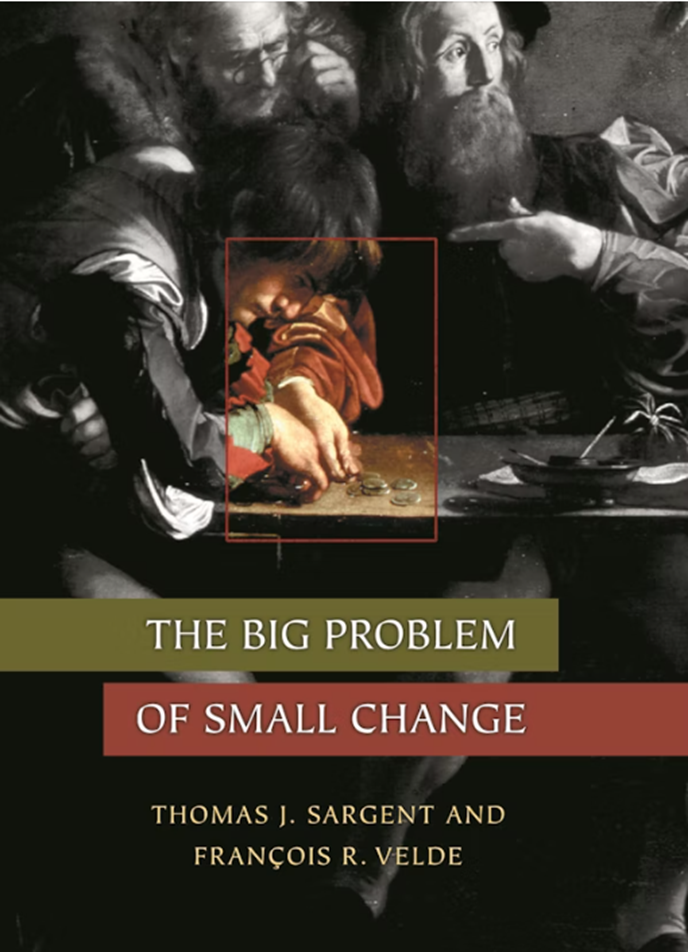 THE BIG PROBLEM
OF SMALL CHANGE
THOMAS J. SARGENT AND
FRANÇOIS R. VELDE